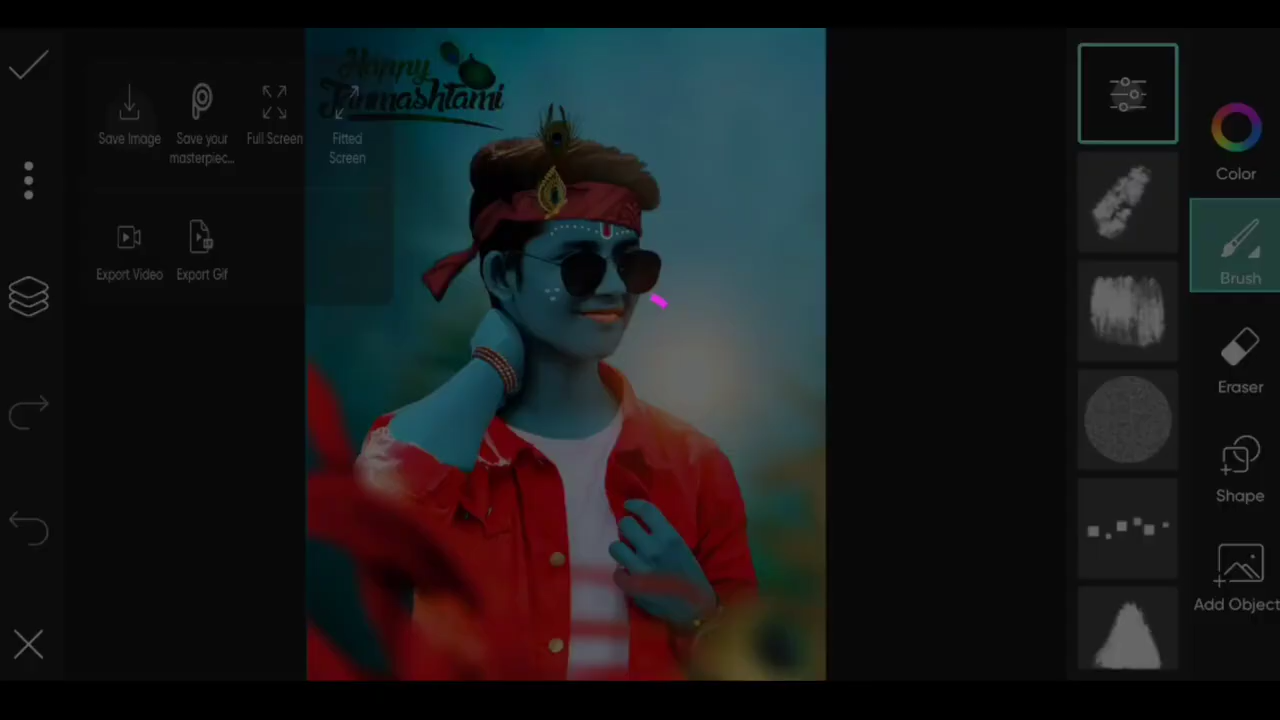 Happy
Janmashtami
Save Image
Save your
masterpiec...
Full Screen
Fitted
Screen
Export Video
Export Gif
Color
Brush
Eraser
Shape
Add Object